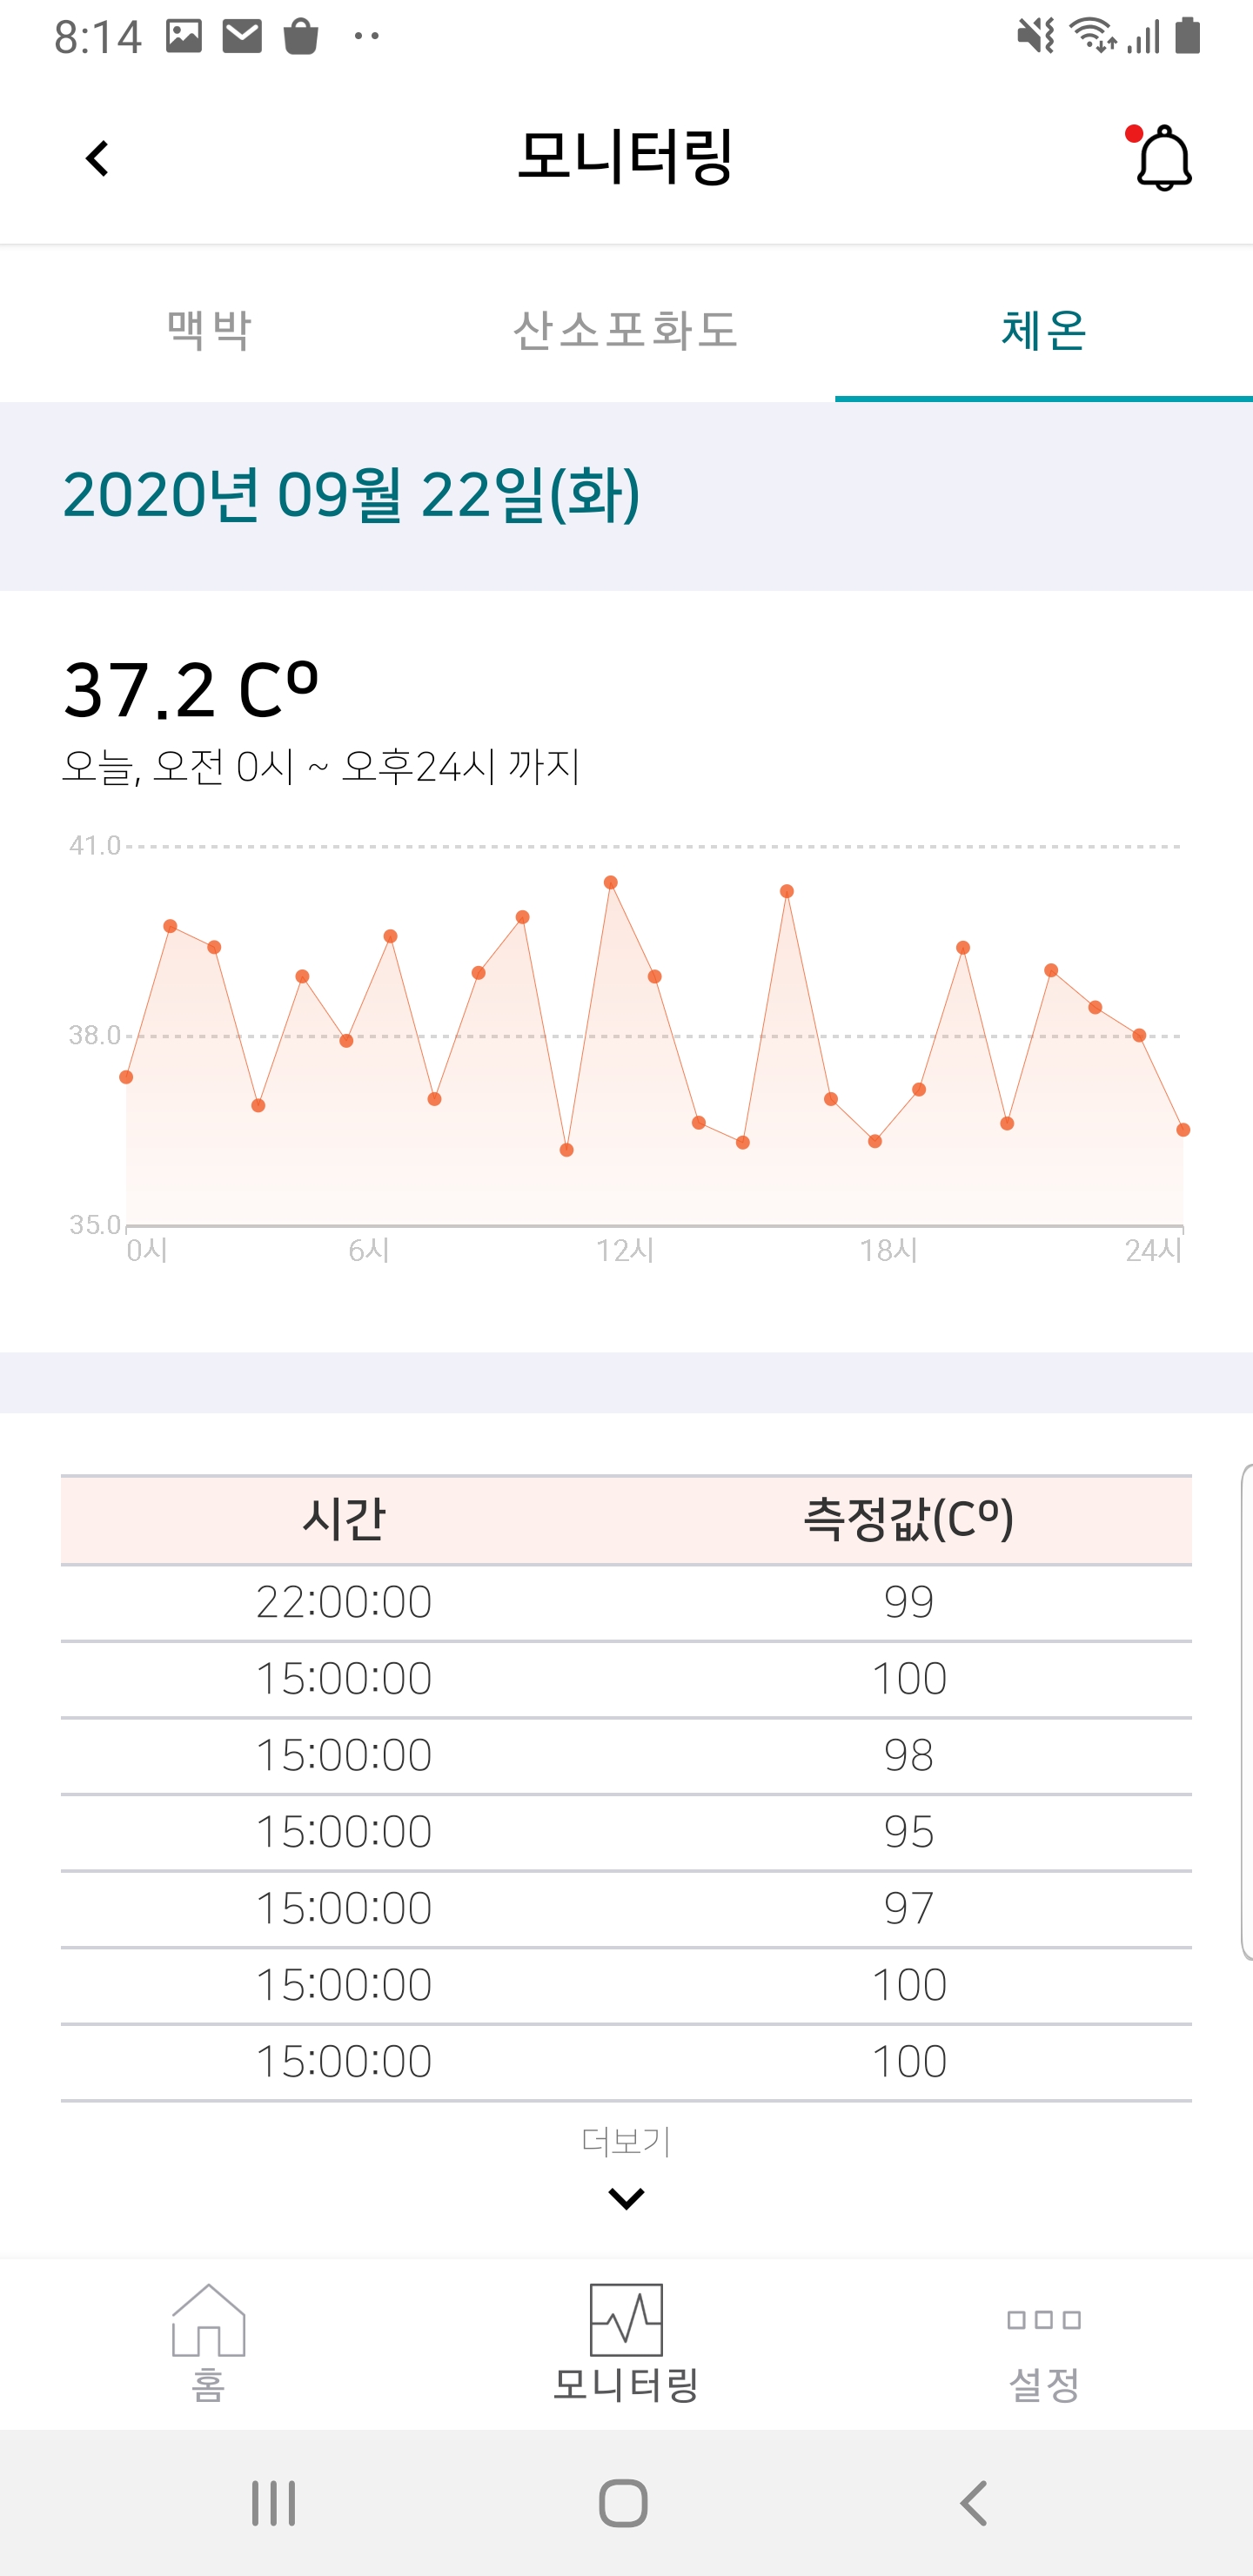 8:14
모니터링
맥박 산소포화도 체온
2020년 09월 22일(화)
37.2 Cº
오늘, 오전 0시 ~ 오후24시 까지
41.0
38.0
35.0
0시 6시 12시 18시 24시
시간 측정값(Cº)
22:00:00 99
15:00:00 100
15:00:00 98
15:00:00 95
15:00:00 97
15:00:00 100
15:00:00 100
더보기
홈 모니터링 설정